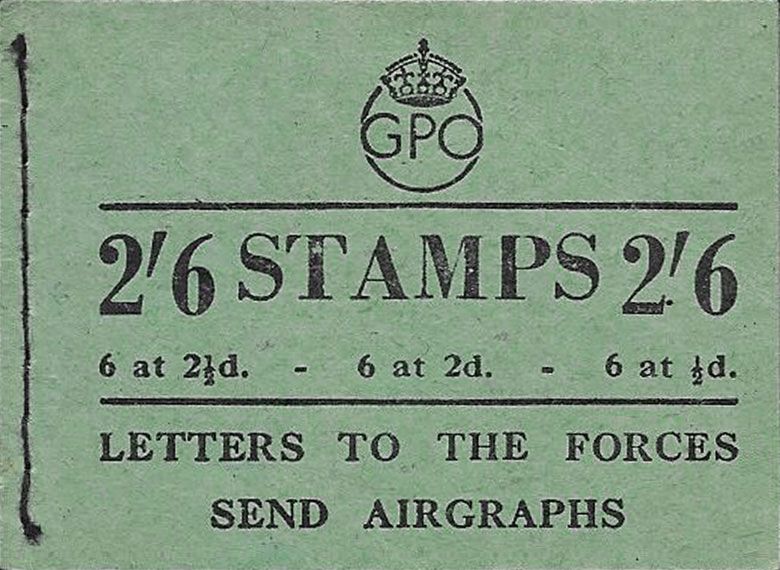 GPO
2'6 STAMPS 2'6
6 at 2½d. - 6 at 2d. - 6 at ½d.
LETTERS TO THE FORCES
SEND AIRGRAPHS